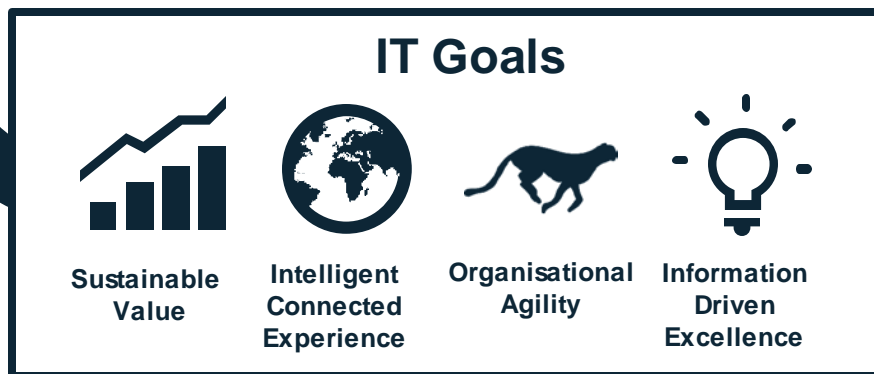 IT Goals
Sustainable
Value
Intelligent
Connected
Experience
Organisational
Agility
Information
Driven
Excellence